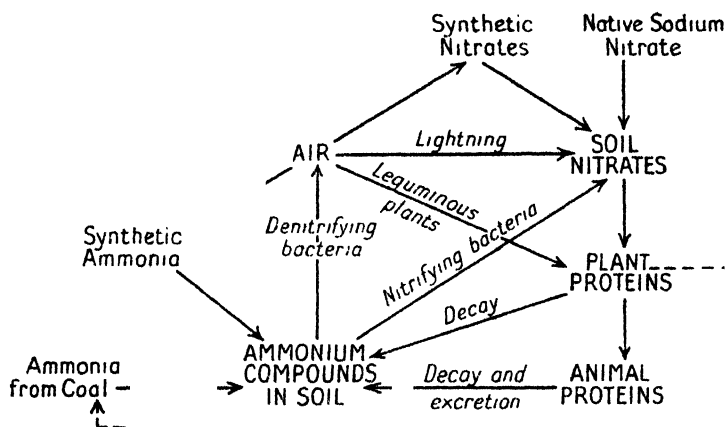 Synthetic
Nitrates
Native Sodium
Nitrate
AIR
Lightning
SOIL
NITRATES
Leguminous
plants
Denitrifying
bacteria
Nitrifying bacteria
Synthetic
Ammonia
PLANT
PROTEINS
Decay
AMMONIUM
COMPOUNDS
IN SOIL
Ammonia
from Coal
Decay and
excretion
ANIMAL
PROTEINS